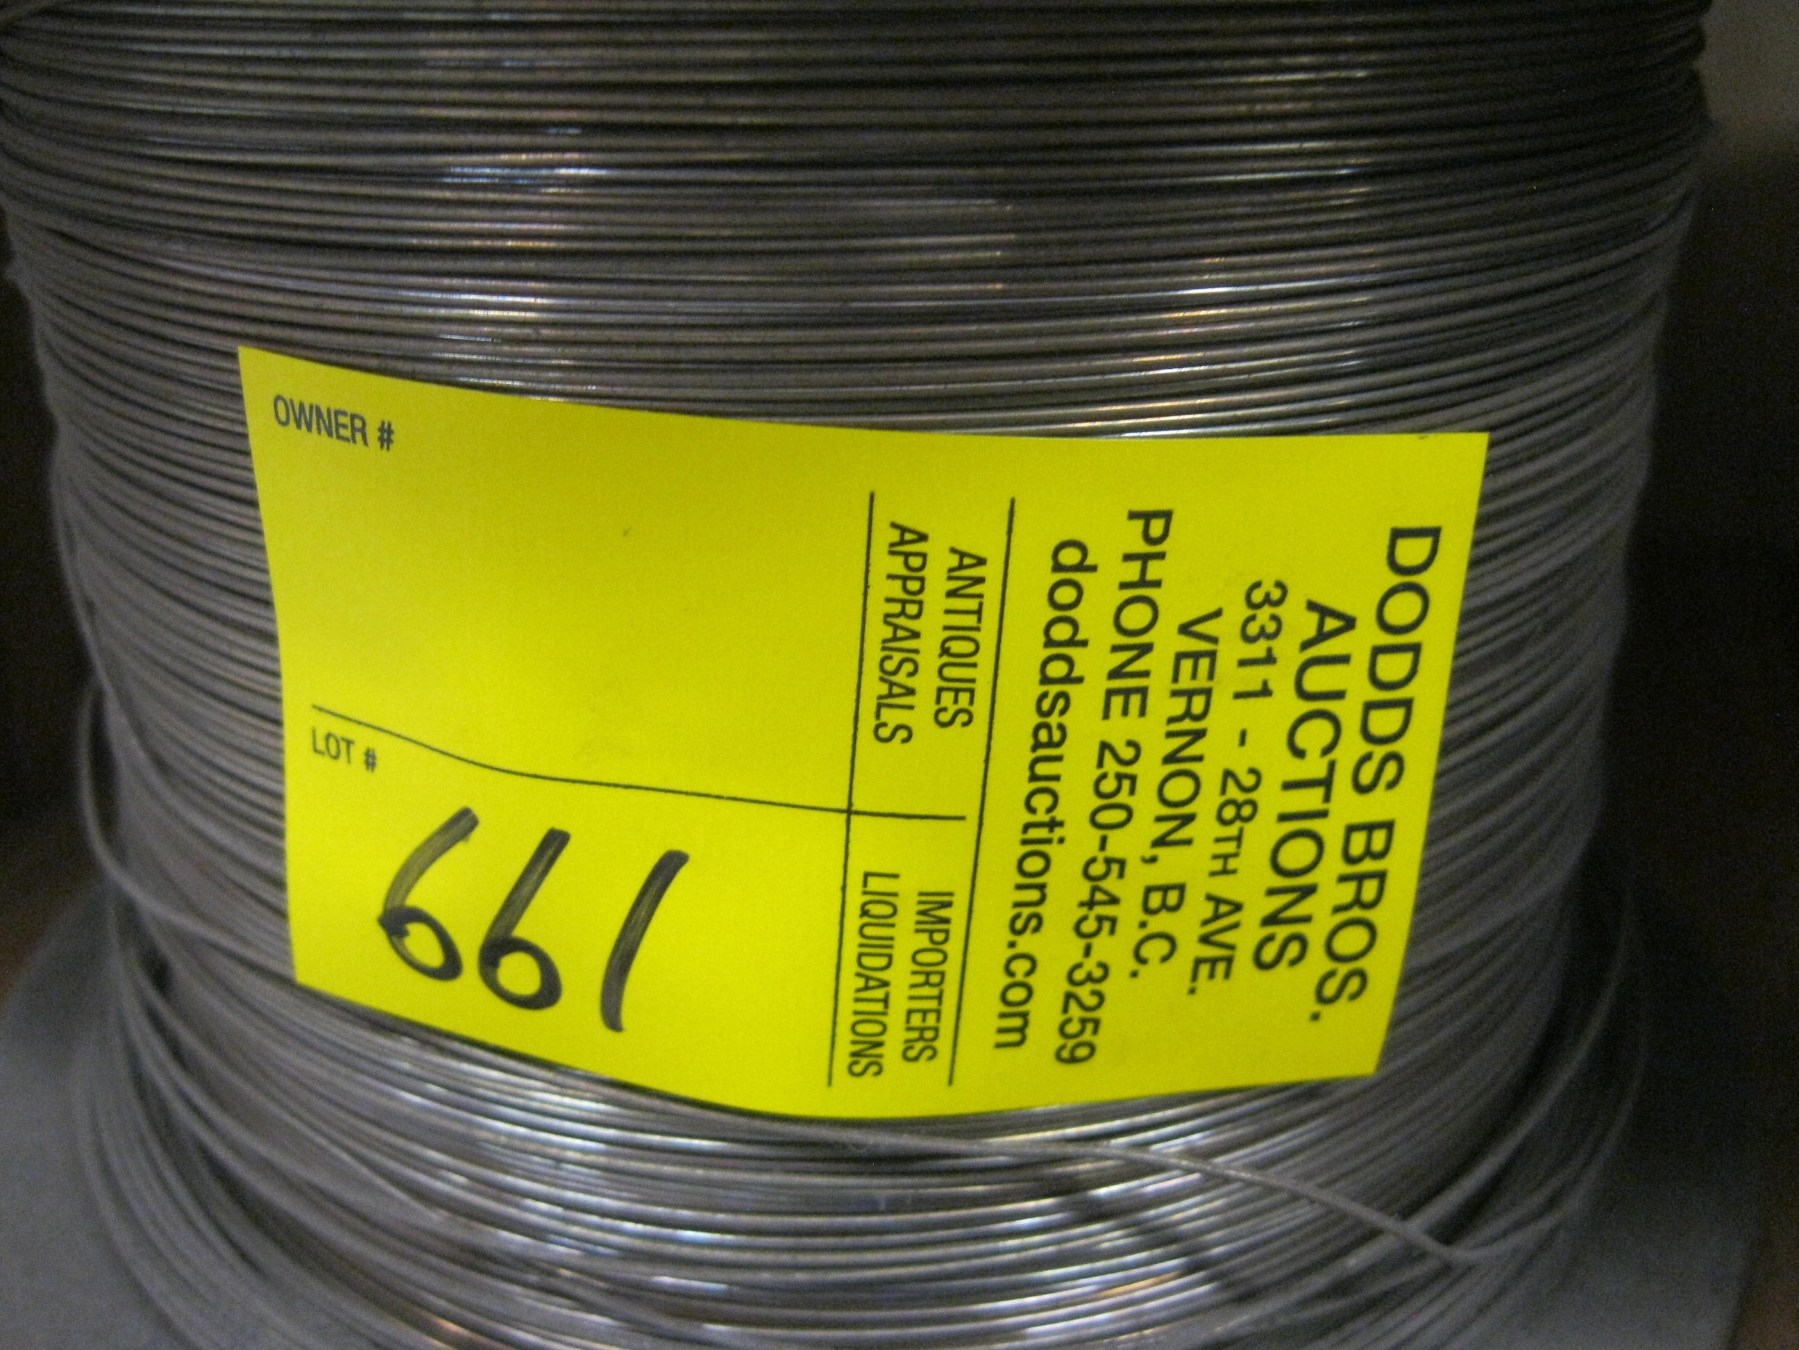 DODDS BROS.
AUCTIONS
3311 - 28TH AVE.
VERNON, B.C.
PHONE 250-545-3259
doddsauctions.com
ANTIQUES
APPRAISALS
IMPORTERS
LIQUIDATIONS
OWNER #
LOT #
661